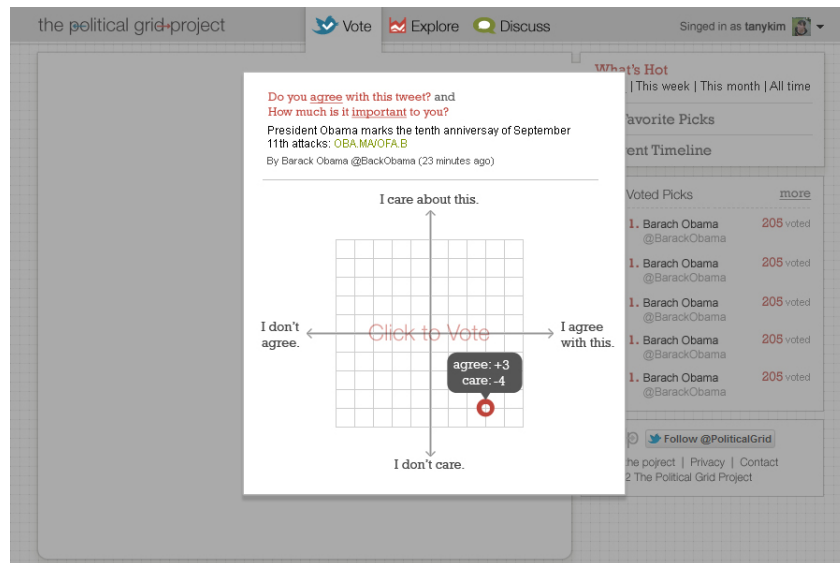 the political grid project
Vote
Explore
Discuss
Singed in as tanykim
Do you agree with this tweet? and
How much is it important to you?
President Obama marks the tenth anniversay of September
11th attacks: OBA.MA/OFA.B
By Barack Obama @BackObama (23 minutes ago)
I care about this.
I don't
agree.
Click to Vote
I agree
with this.
agree: +3
care: -4
I don't care.
What's Hot
| This week | This month | All time
avorite Picks
ent Timeline
Voted Picks
more
1. Barach Obama
205 voted
@BarackObama
1. Barach Obama
205 voted
@BarackObama
1. Barach Obama
205 voted
@BarackObama
1. Barach Obama
205 voted
@BarackObama
1. Barach Obama
205 voted
@BarackObama
Follow @PoliticalGrid
he pojrect | Privacy | Contact
2 The Political Grid Project